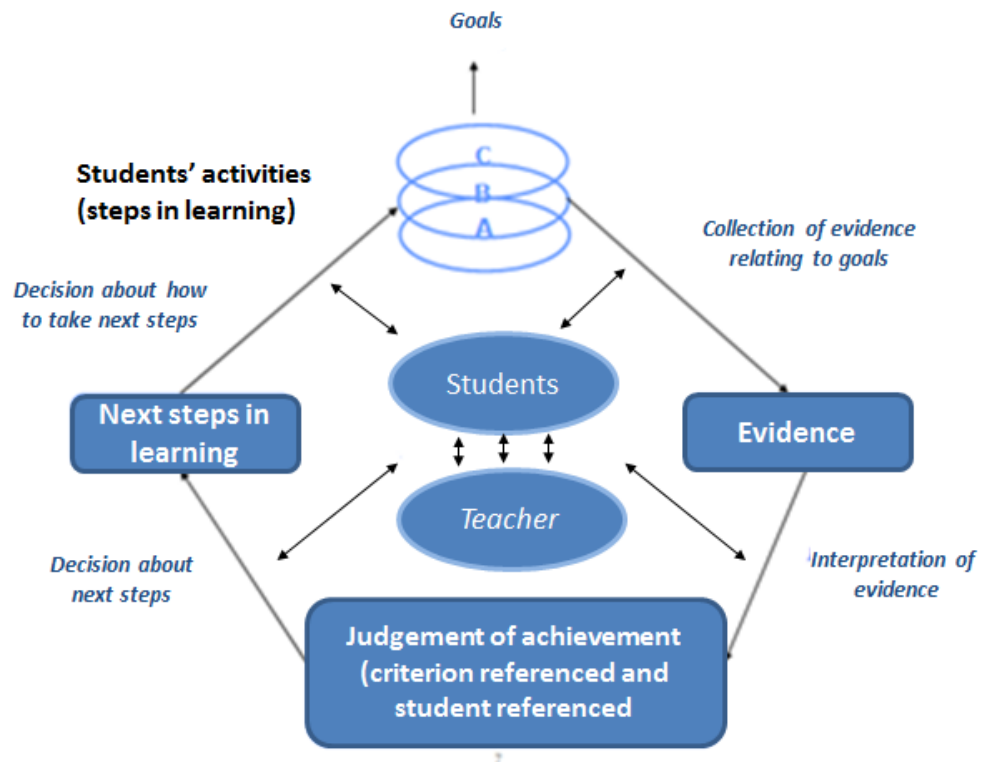 Goals
C
B
A
Students’ activities
(steps in learning)
Collection of evidence
relating to goals
Decision about how
to take next steps
Students
Next steps in
learning
Evidence
Teacher
Decision about
next steps
Interpretation of
evidence
Judgement of achievement
(criterion referenced and
student referenced